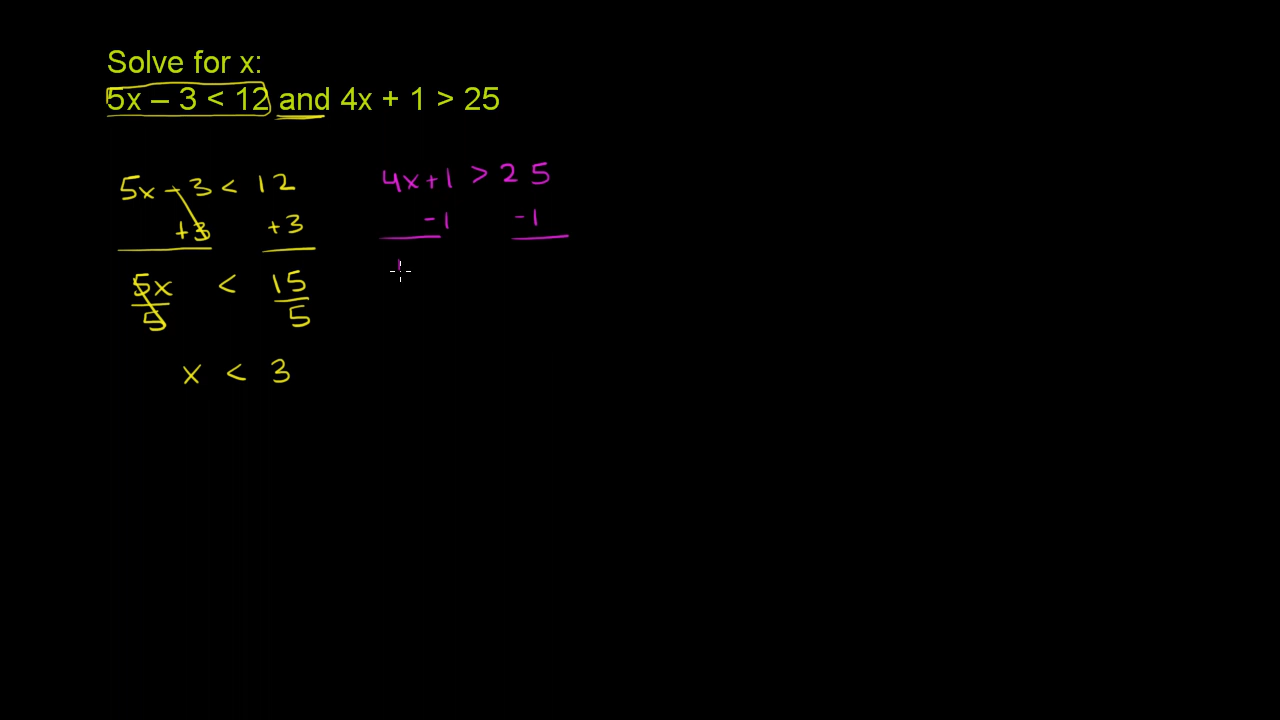 Solve for x:
5x – 3 < 12 and 4x + 1 > 25
5x - 3 < 12
+3 +3
5x < 15
5 5
x < 3
4x+1 > 25
-1 -1